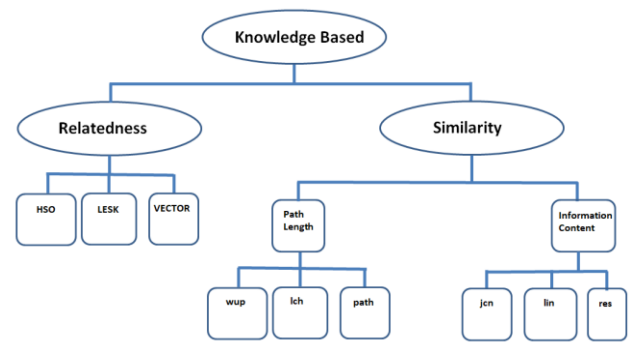 Knowledge Based
Relatedness
Similarity
HSO
LESK
VECTOR
Path
Length
Information
Content
wup
lch
path
jcn
lin
res